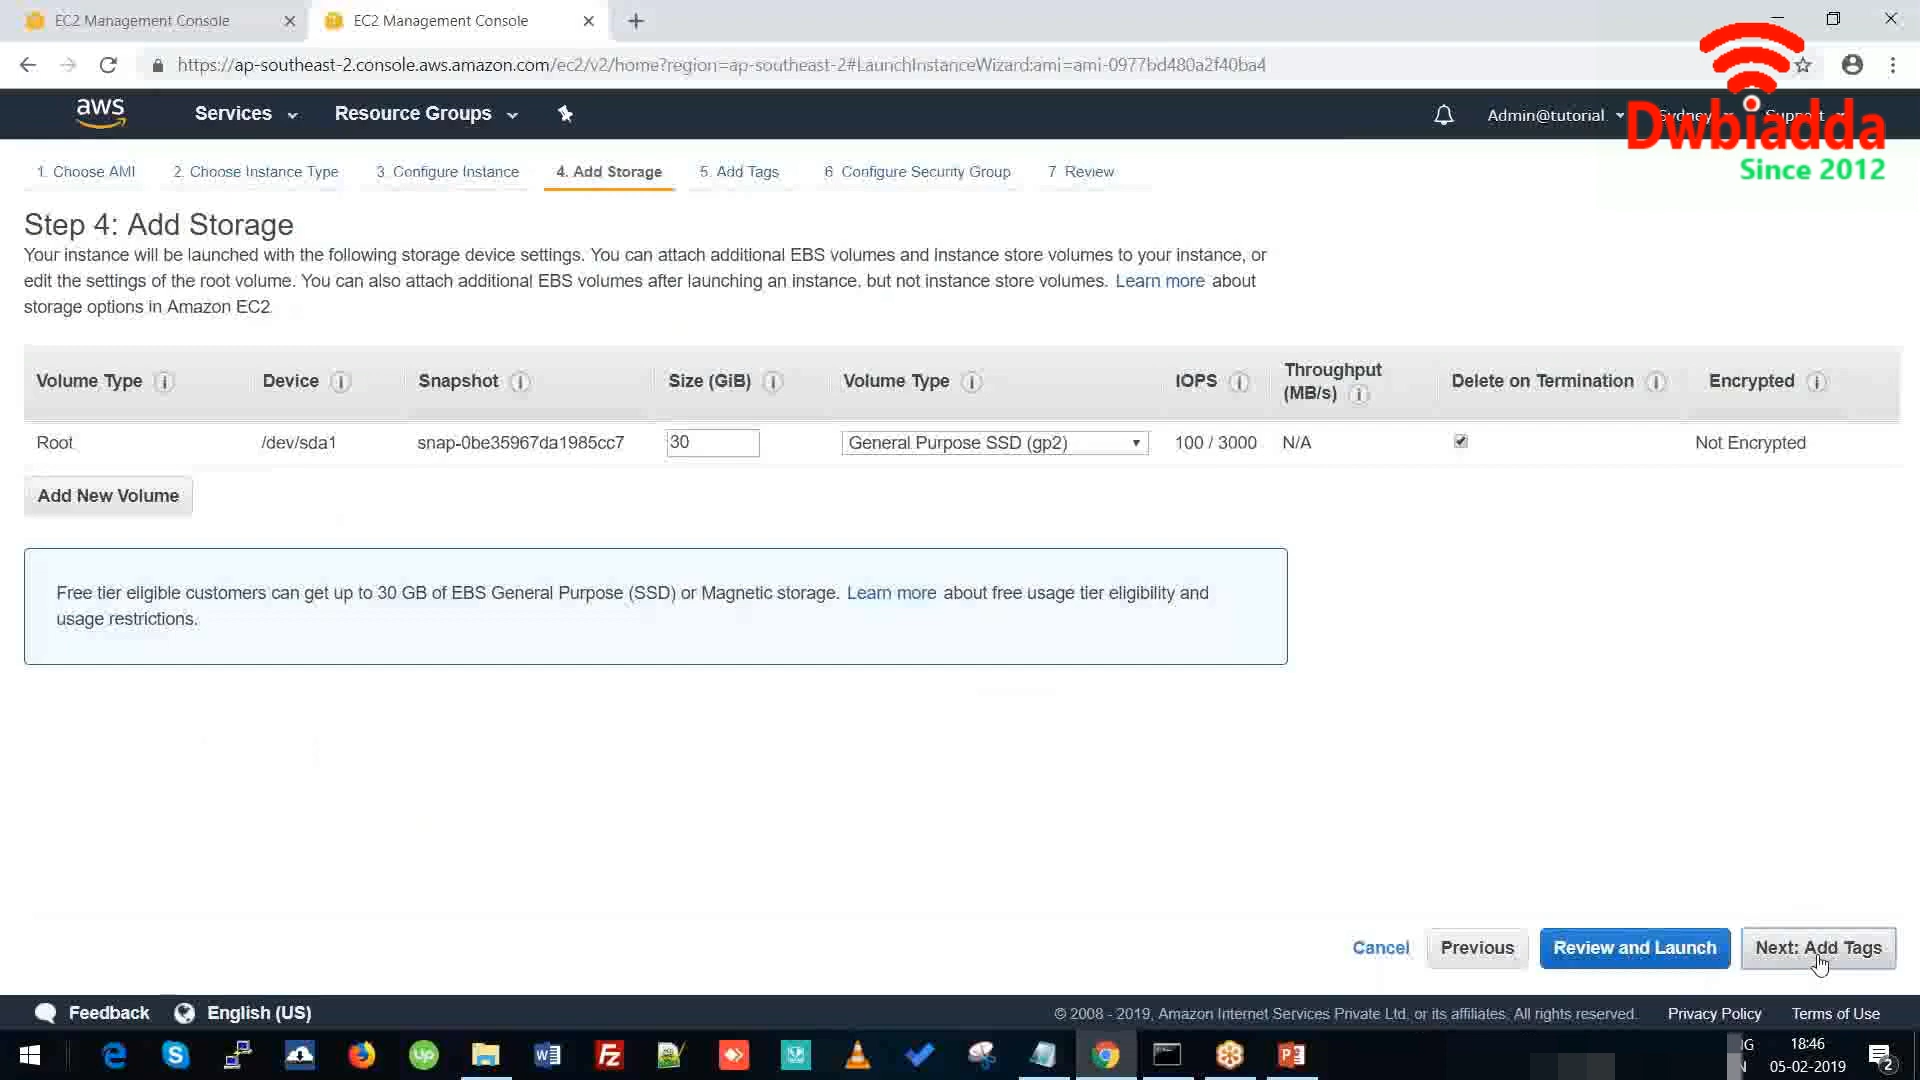 EC2 Management Console
EC2 Management Console
https://ap-southeast-2.console.aws.amazon.com/ec2/v2/home?region=ap-southeast-2#LaunchInstanceWizard:ami=ami-0977bd480a2f40ba4
aws
Services
Resource Groups
Admin@tutorial
Sydney
Support
Dwbiadda
Since 2012
1. Choose AMI
2. Choose Instance Type
3. Configure Instance
4. Add Storage
5. Add Tags
6. Configure Security Group
7. Review
Step 4: Add Storage
Your instance will be launched with the following storage device settings. You can attach additional EBS volumes and instance store volumes to your instance, or
edit the settings of the root volume. You can also attach additional EBS volumes after launching an instance, but not instance store volumes. Learn more about
storage options in Amazon EC2.
Volume Type
Device
Snapshot
Size (GiB)
Volume Type
IOPS
Throughput
(MB/s)
Delete on Termination
Encrypted
Root
/dev/sda1
snap-0be35967da1985cc7
30
General Purpose SSD (gp2)
100 / 3000
N/A
Not Encrypted
Add New Volume
Free tier eligible customers can get up to 30 GB of EBS General Purpose (SSD) or Magnetic storage. Learn more about free usage tier eligibility and
usage restrictions.
Cancel
Previous
Review and Launch
Next: Add Tags
Feedback
English (US)
© 2008 - 2019, Amazon Internet Services Private Ltd. or its affiliates. All rights reserved.
Privacy Policy
Terms of Use
18:46
05-02-2019
2